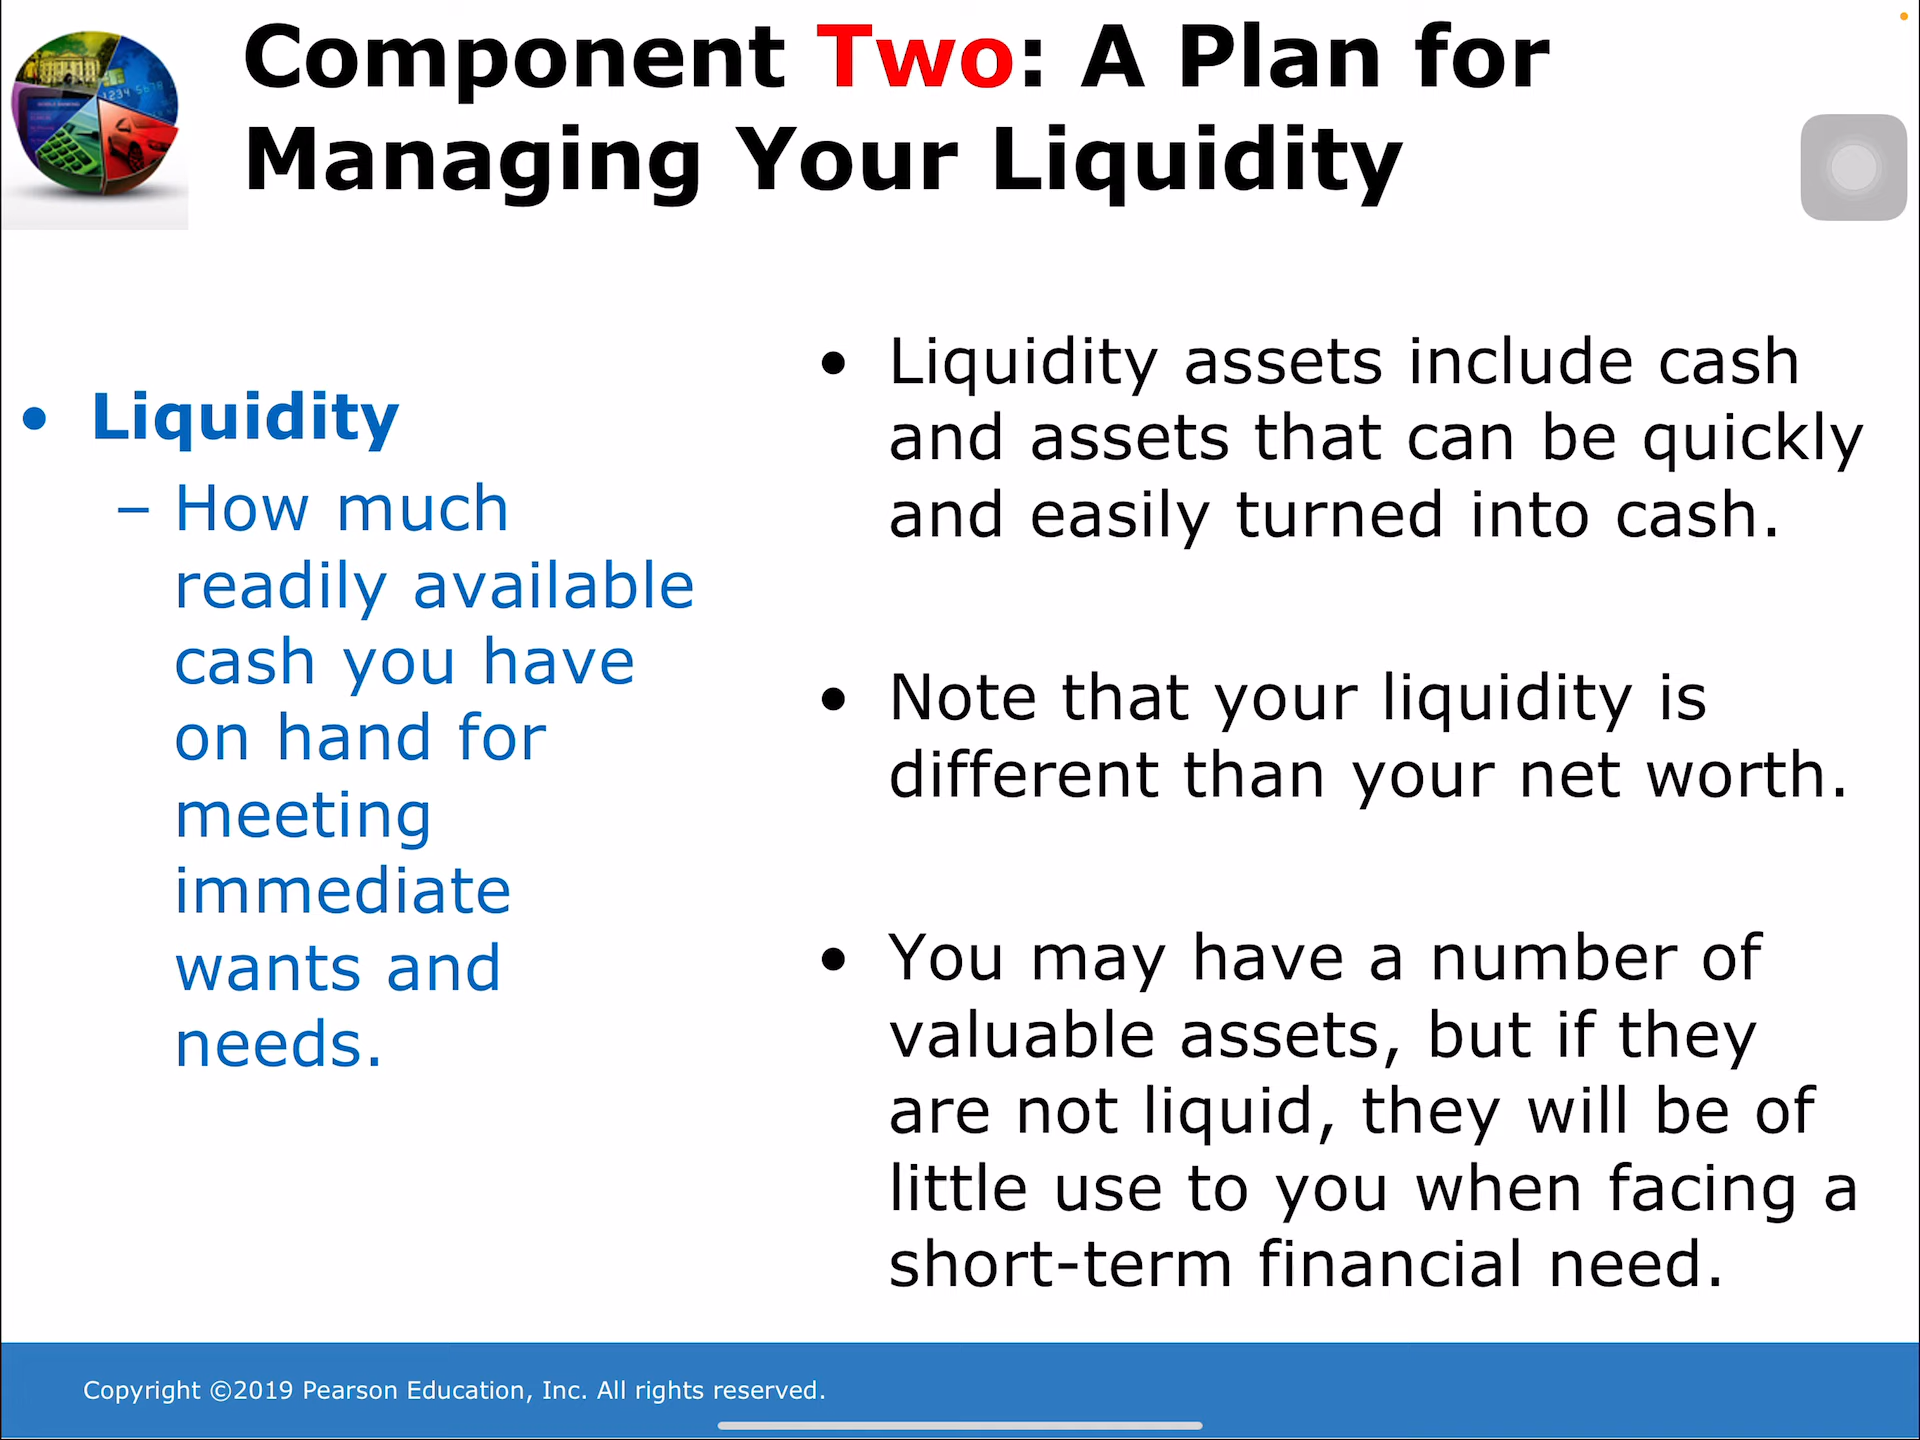 Component Two: A Plan for
Managing Your Liquidity
• Liquidity
– How much
readily available
cash you have
on hand for
meeting
immediate
wants and
needs.
• Liquidity assets include cash
and assets that can be quickly
and easily turned into cash.
• Note that your liquidity is
different than your net worth.
• You may have a number of
valuable assets, but if they
are not liquid, they will be of
little use to you when facing a
short-term financial need.
Copyright ©2019 Pearson Education, Inc. All rights reserved.